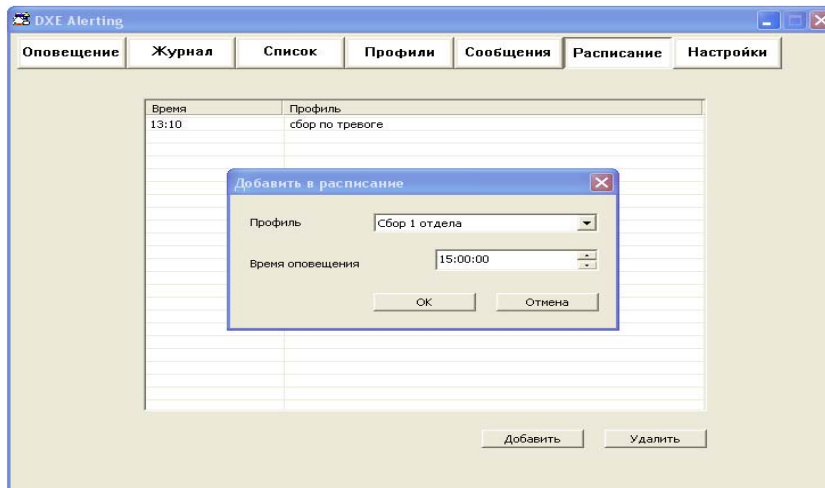 DXE Alerting
Оповещение Журнал Список Профили Сообщения Расписание Настройки
Время Профиль
13:10 сбор по тревоге
Добавить в расписание
Профиль Сбор 1 отдела
Время оповещения 15:00:00
ОК Отмена
Добавить Удалить